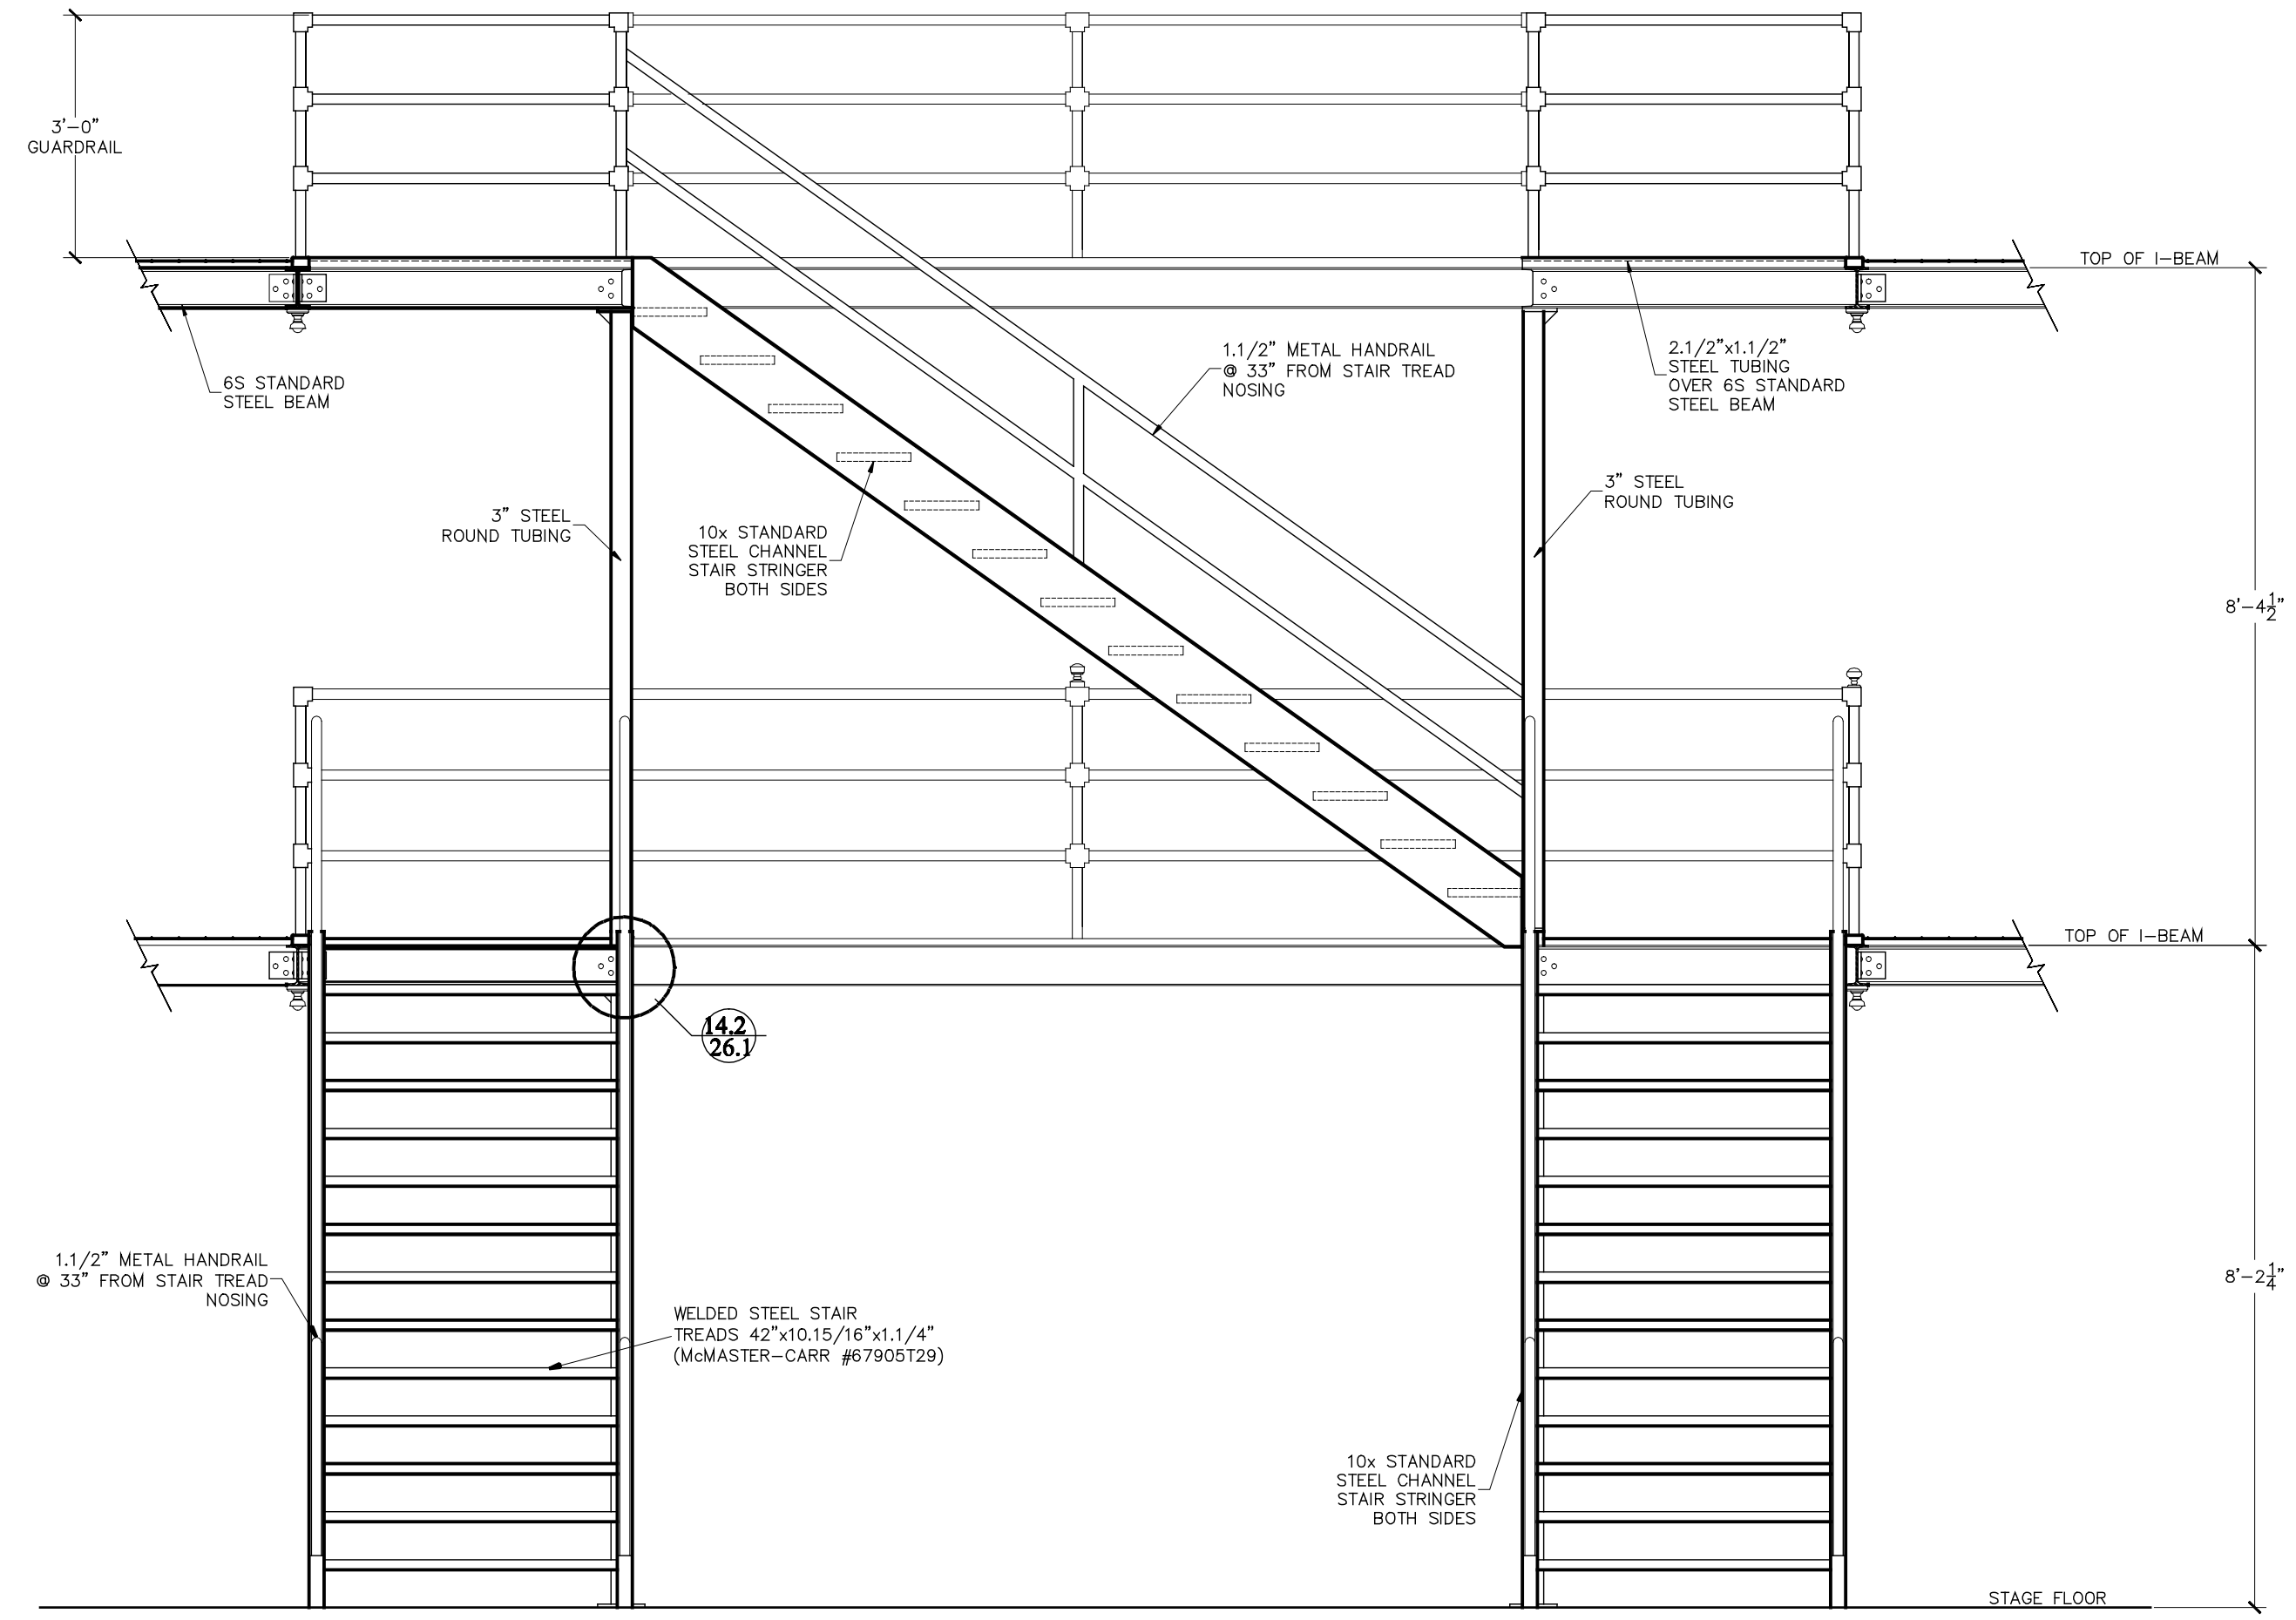 3'-0"
GUARDRAIL
TOP OF I-BEAM
6S STANDARD
STEEL BEAM
1.1/2" METAL HANDRAIL
@ 33" FROM STAIR TREAD
NOSING
2.1/2"x1.1/2"
STEEL TUBING
OVER 6S STANDARD
STEEL BEAM
3" STEEL
ROUND TUBING
10x STANDARD
STEEL CHANNEL
STAIR STRINGER
BOTH SIDES
3" STEEL
ROUND TUBING
8'-4½"
TOP OF I-BEAM
14.2
26.1
1.1/2" METAL HANDRAIL
@ 33" FROM STAIR TREAD
NOSING
WELDED STEEL STAIR
TREADS 42"x10.15/16"x1.1/4"
(McMASTER-CARR #67905T29)
8'-2¼"
10x STANDARD
STEEL CHANNEL
STAIR STRINGER
BOTH SIDES
STAGE FLOOR